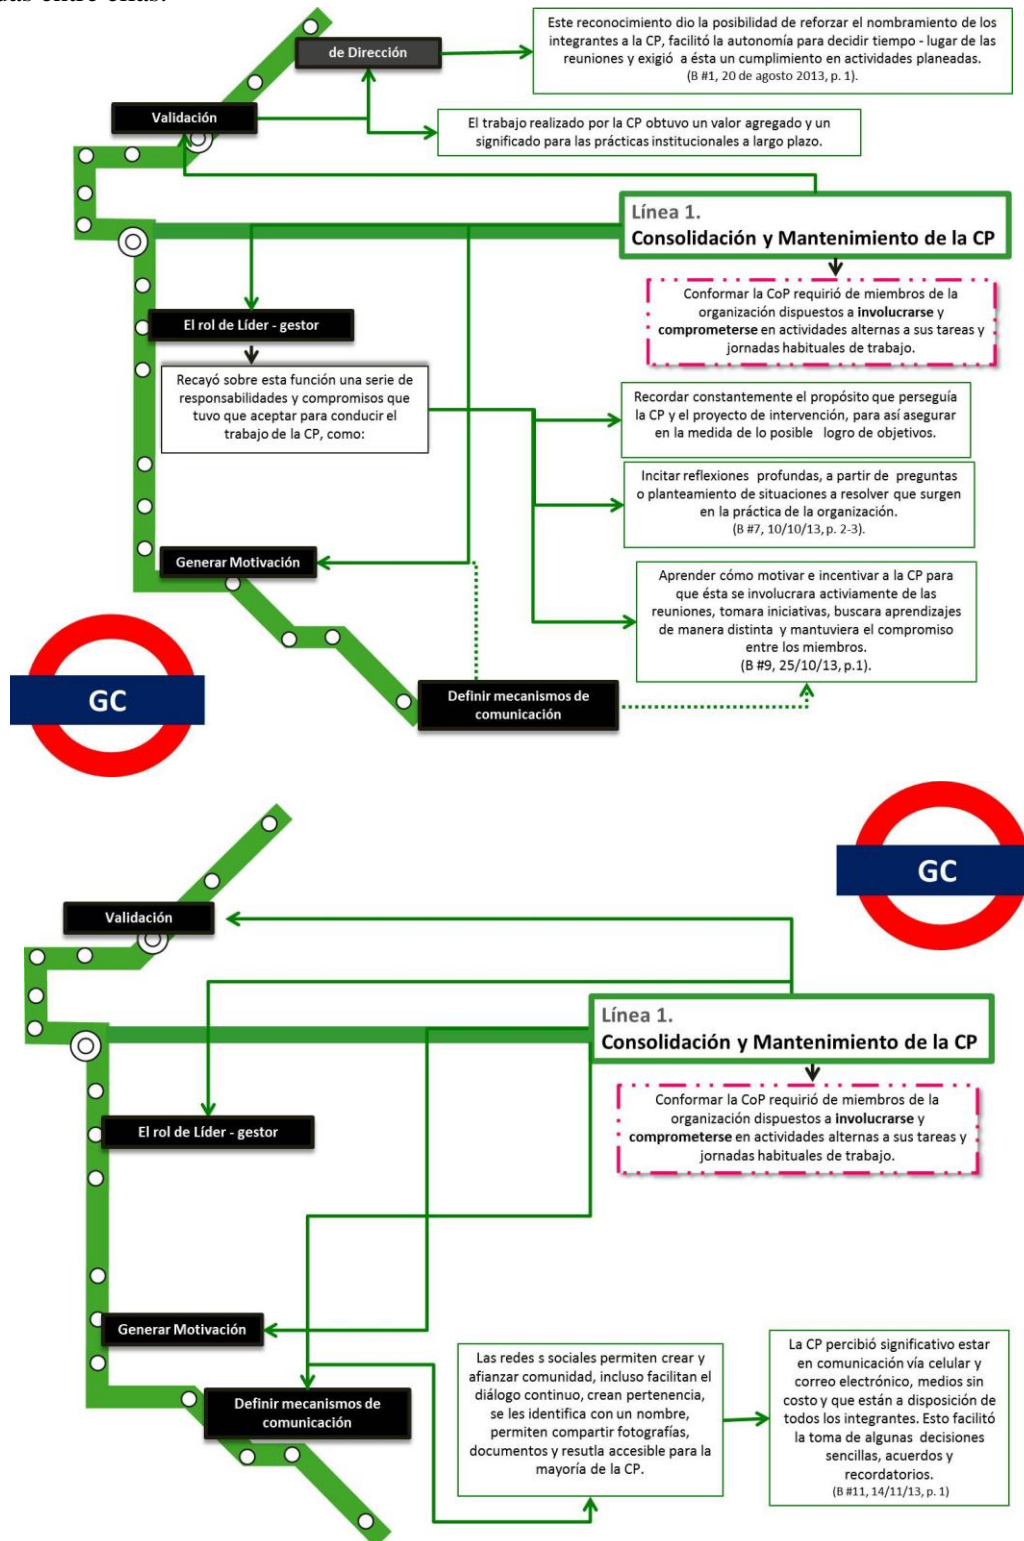 de Dirección
Este reconocimiento dio la posibilidad de reforzar el nombramiento de los
integrantes a la CP, facilitó la autonomía para decidir tiempo - lugar de las
reuniones y exigió a ésta un cumplimiento en actividades planeadas.
(B #1, 20 de agosto 2013, p. 1).
Validación
El trabajo realizado por la CP obtuvo un valor agregado y un
significado para las prácticas institucionales a largo plazo.
Línea 1.
Consolidación y Mantenimiento de la CP
Conformar la CoP requirió de miembros de la
organización dispuestos a involucrarse y
comprometerse en actividades alternas a sus tareas y
jornadas habituales de trabajo.
El rol de Líder - gestor
Recayó sobre esta función una serie de
responsabilidades y compromisos que
tuvo que aceptar para conducir el
trabajo de la CP, como:
Recordar constantemente el propósito que perseguía
la CP y el proyecto de intervención, para así asegurar
en la medida de lo posible logro de objetivos.
Incitar reflexiones profundas, a partir de preguntas
o planteamiento de situaciones a resolver que surgen
en la práctica de la organización.
(B #7, 10/10/13, p. 2-3).
Generar Motivación
Aprender cómo motivar e incentivar a la CP para
que ésta se involucrara activiamente de las
reuniones, tomara iniciativas, buscara aprendizajes
de manera distinta y mantuviera el compromiso
entre los miembros.
(B #9, 25/10/13, p.1).
GC
Definir mecanismos de
comunicación
GC
Validación
Línea 1.
Consolidación y Mantenimiento de la CP
Conformar la CoP requirió de miembros de la
organización dispuestos a involucrarse y
comprometerse en actividades alternas a sus tareas y
jornadas habituales de trabajo.
El rol de Líder - gestor
Generar Motivación
Definir mecanismos de
comunicación
Las redes s sociales permiten crear y
afianzar comunidad, incluso facilitan el
diálogo continuo, crean pertenencia,
se les identifica con un nombre,
permiten compartir fotografías,
documentos y resutla accesible para la
mayoría de la CP.
La CP percibió significativo estar
en comunicación vía celular y
correo electrónico, medios sin
costo y que están a disposición de
todos los integrantes. Esto facilitó
la toma de algunas decisiones
sencillas, acuerdos y
recordatorios.
(B #11, 14/11/13, p. 1)